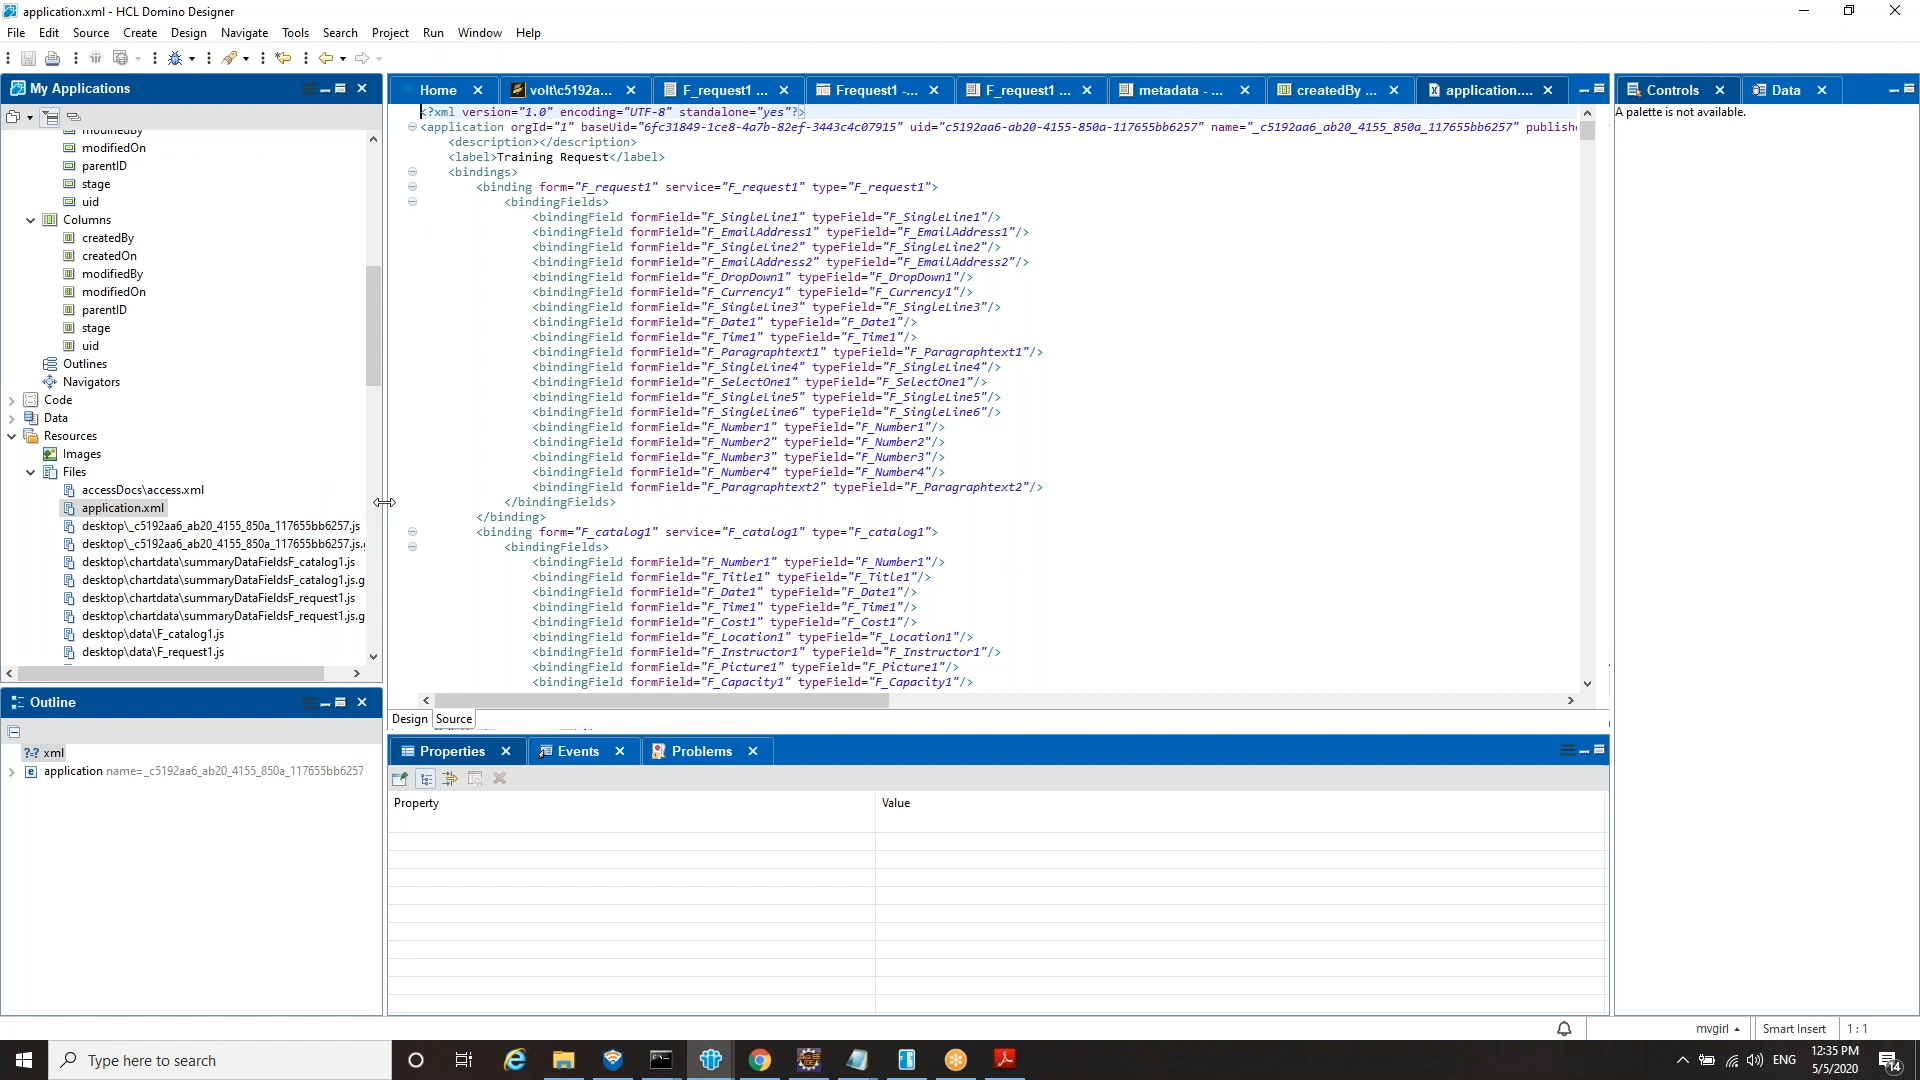 application.xml - HCL Domino Designer
File Edit Source Create Design Navigate Tools Search Project Run Window Help
My Applications
modifiedBy
modifiedOn
parentID
stage
uid
Columns
createdBy
createdOn
modifiedBy
modifiedOn
parentID
stage
uid
Outlines
Navigators
Code
Data
Resources
Images
Files
accessDocs\access.xml
application.xml
desktop\_c5192aa6_ab20_4155_850a_117655bb6257.js
desktop\_c5192aa6_ab20_4155_850a_117655bb6257.js.g
desktop\chartdata\summaryDataFieldsF_catalog1.js
desktop\chartdata\summaryDataFieldsF_catalog1.js.g
desktop\chartdata\summaryDataFieldsF_request1.js
desktop\chartdata\summaryDataFieldsF_request1.js.g
desktop\data\F_catalog1.js
desktop\data\F_request1.js
Outline
?=? xml
application name=_c5192aa6_ab20_4155_850a_117655bb6257
Home volt\c5192a... F_request1 ... Frequest1 -... F_request1 ... metadata - ... createdBy ... application....
<?xml version="1.0" encoding="UTF-8" standalone="yes"?>
<application orgId="1" baseUid="6fc31849-1ce8-4a7b-82ef-3443c4c07915" uid="c5192aa6-ab20-4155-850a-117655bb6257" name="_c5192aa6_ab20_4155_850a_117655bb6257" publishe
<description></description>
<label>Training Request</label>
<bindings>
<binding form="F_request1" service="F_request1" type="F_request1">
<bindingFields>
<bindingField formField="F_SingleLine1" typeField="F_SingleLine1"/>
<bindingField formField="F_EmailAddress1" typeField="F_EmailAddress1"/>
<bindingField formField="F_SingleLine2" typeField="F_SingleLine2"/>
<bindingField formField="F_EmailAddress2" typeField="F_EmailAddress2"/>
<bindingField formField="F_DropDown1" typeField="F_DropDown1"/>
<bindingField formField="F_Currency1" typeField="F_Currency1"/>
<bindingField formField="F_SingleLine3" typeField="F_SingleLine3"/>
<bindingField formField="F_Date1" typeField="F_Date1"/>
<bindingField formField="F_Time1" typeField="F_Time1"/>
<bindingField formField="F_Paragraphtext1" typeField="F_Paragraphtext1"/>
<bindingField formField="F_SingleLine4" typeField="F_SingleLine4"/>
<bindingField formField="F_SelectOne1" typeField="F_SelectOne1"/>
<bindingField formField="F_SingleLine5" typeField="F_SingleLine5"/>
<bindingField formField="F_SingleLine6" typeField="F_SingleLine6"/>
<bindingField formField="F_Number1" typeField="F_Number1"/>
<bindingField formField="F_Number2" typeField="F_Number2"/>
<bindingField formField="F_Number3" typeField="F_Number3"/>
<bindingField formField="F_Number4" typeField="F_Number4"/>
<bindingField formField="F_Paragraphtext2" typeField="F_Paragraphtext2"/>
</bindingFields>
</binding>
<binding form="F_catalog1" service="F_catalog1" type="F_catalog1">
<bindingFields>
<bindingField formField="F_Number1" typeField="F_Number1"/>
<bindingField formField="F_Title1" typeField="F_Title1"/>
<bindingField formField="F_Date1" typeField="F_Date1"/>
<bindingField formField="F_Time1" typeField="F_Time1"/>
<bindingField formField="F_Cost1" typeField="F_Cost1"/>
<bindingField formField="F_Location1" typeField="F_Location1"/>
<bindingField formField="F_Instructor1" typeField="F_Instructor1"/>
<bindingField formField="F_Picture1" typeField="F_Picture1"/>
<bindingField formField="F_Capacity1" typeField="F_Capacity1"/>
Design Source
Properties Events Problems
Property Value
Controls Data
A palette is not available.
mvgirl Smart Insert 1 : 1
Type here to search
ENG 12:35 PM
5/5/2020
14